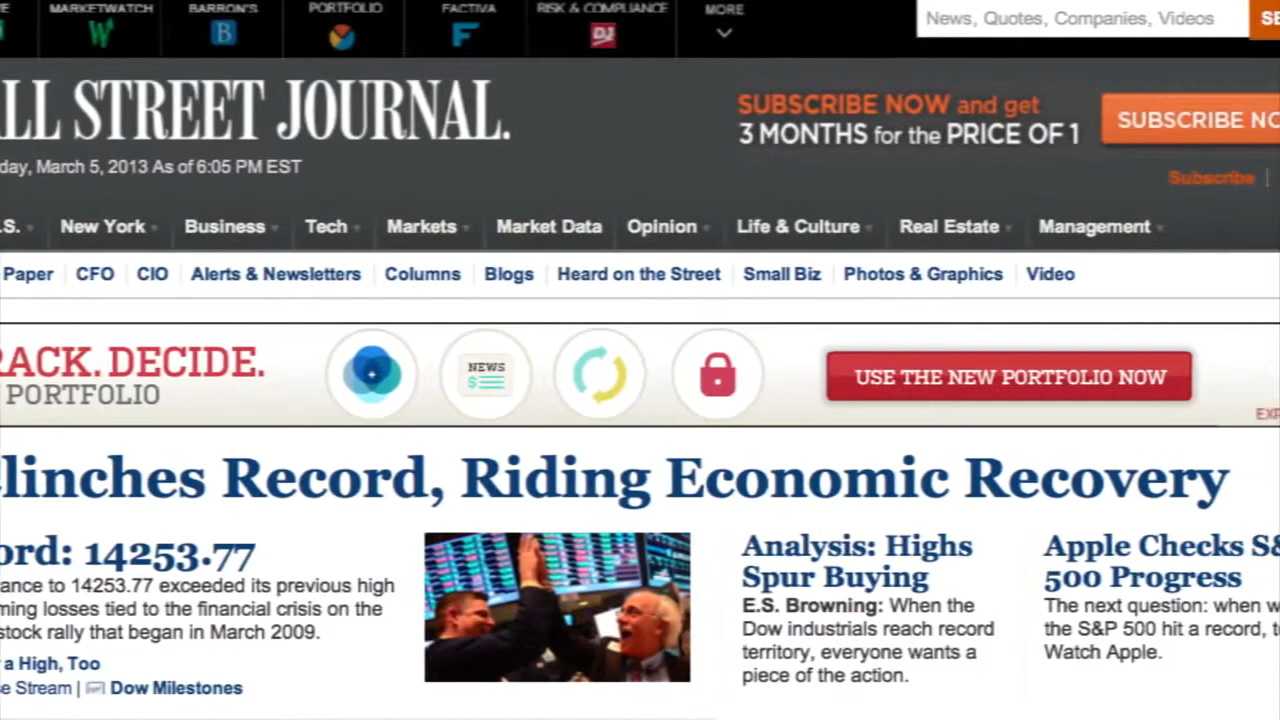 MARKETWATCH BARRON'S PORTFOLIO FACTIVA RISK & COMPLIANCE MORE
News, Quotes, Companies, Videos
LL STREET JOURNAL.
SUBSCRIBE NOW and get
3 MONTHS for the PRICE OF 1
SUBSCRIBE NO
day, March 5, 2013 As of 6:05 PM EST
Subscribe
.S. New York Business Tech Markets Market Data Opinion Life & Culture Real Estate Management
Paper CFO CIO Alerts & Newsletters Columns Blogs Heard on the Street Small Biz Photos & Graphics Video
RACK. DECIDE.
PORTFOLIO
NEWS
USE THE NEW PORTFOLIO NOW
linches Record, Riding Economic Recovery
ord: 14253.77
ance to 14253.77 exceeded its previous high
ming losses tied to the financial crisis on the
stock rally that began in March 2009.
a High, Too
e Stream | Dow Milestones
Analysis: Highs
Spur Buying
E.S. Browning: When the
Dow industrials reach record
territory, everyone wants a
piece of the action.
Apple Checks S&
500 Progress
The next question: when w
the S&P 500 hit a record, t
Watch Apple.